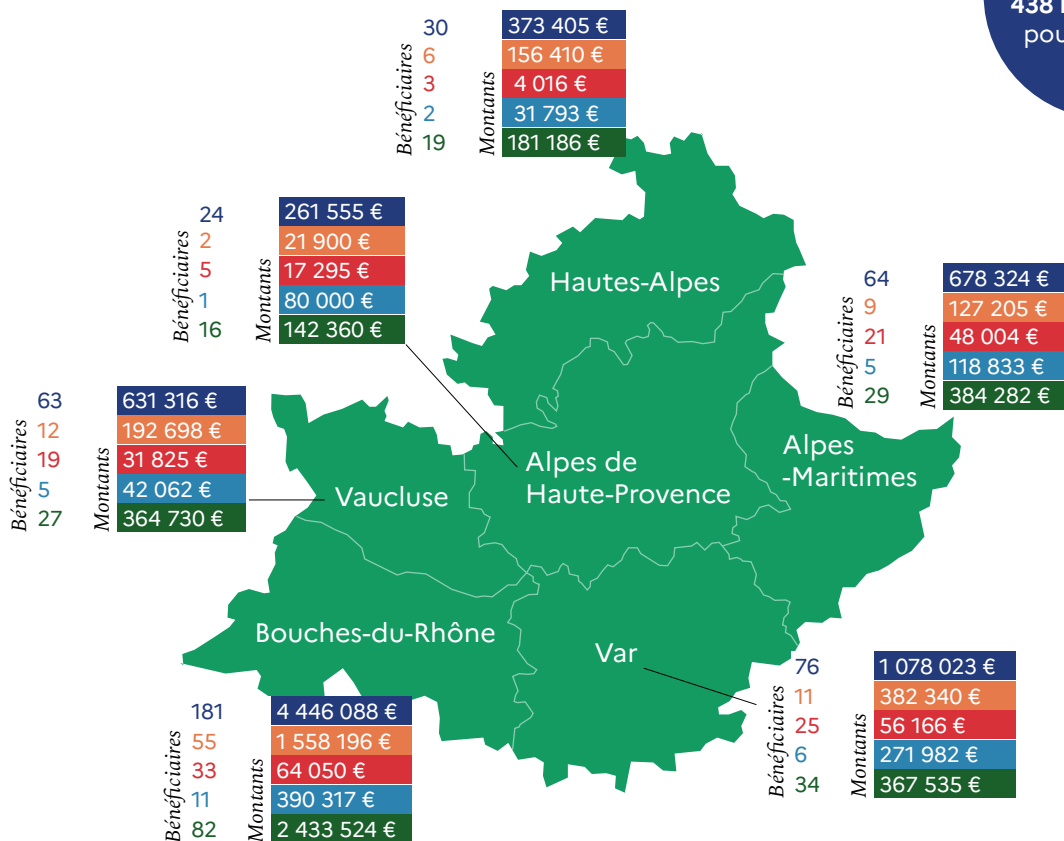 438
pou
30
6
3
2
19
Bénéficiaires
Montants
373 405 €
156 410 €
4 016 €
31 793 €
181 186 €
24
2
5
1
16
Bénéficiaires
Montants
261 555 €
21 900 €
17 295 €
80 000 €
142 360 €
Hautes-Alpes
64
9
21
5
29
Bénéficiaires
Montants
678 324 €
127 205 €
48 004 €
118 833 €
384 282 €
63
12
19
5
27
Bénéficiaires
Montants
631 316 €
192 698 €
31 825 €
42 062 €
364 730 €
Vaucluse
Alpes de
Haute-Provence
Alpes
-Maritimes
Bouches-du-Rhône
Var
76
11
25
6
34
Bénéficiaires
Montants
1 078 023 €
382 340 €
56 166 €
271 982 €
367 535 €
181
55
33
11
82
Bénéficiaires
Montants
4 446 088 €
1 558 196 €
64 050 €
390 317 €
2 433 524 €